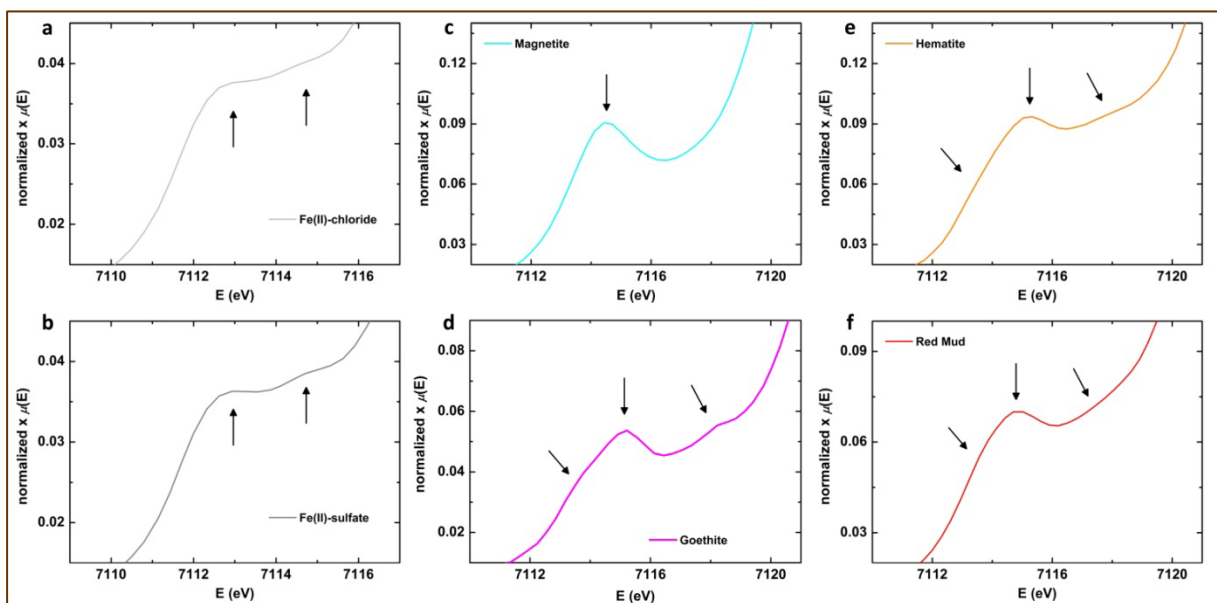 a
0.04
0.03
0.02
normalized x μ(E)
Fe(II)-chloride
7110 7112 7114 7116
E (eV)
c
Magnetite
0.12
0.09
0.06
0.03
normalized x μ(E)
7112 7116 7120
E (eV)
e
Hematite
0.12
0.09
0.06
0.03
normalized x μ(E)
7112 7116 7120
E (eV)
b
0.04
0.03
0.02
normalized x μ(E)
Fe(II)-sulfate
7110 7112 7114 7116
E (eV)
d
0.08
0.06
0.04
0.02
normalized x μ(E)
Goethite
7112 7116 7120
E (eV)
f
Red Mud
0.09
0.06
0.03
normalized x μ(E)
7112 7116 7120
E (eV)